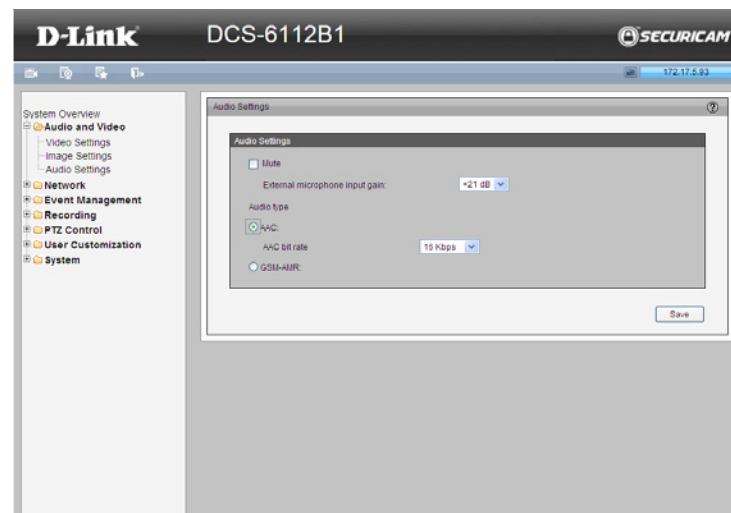 D-Link
DCS-6112B1
SECURICAM
172.17.5.93
System Overview
Audio and Video
Video Settings
Image Settings
Audio Settings
Network
Event Management
Recording
PTZ Control
User Customization
System
Audio Settings
?
Audio Settings
Mute
External microphone input gain:
+21 dB
Audio type
AAC:
AAC bit rate
16 Kbps
GSM-AMR:
Save